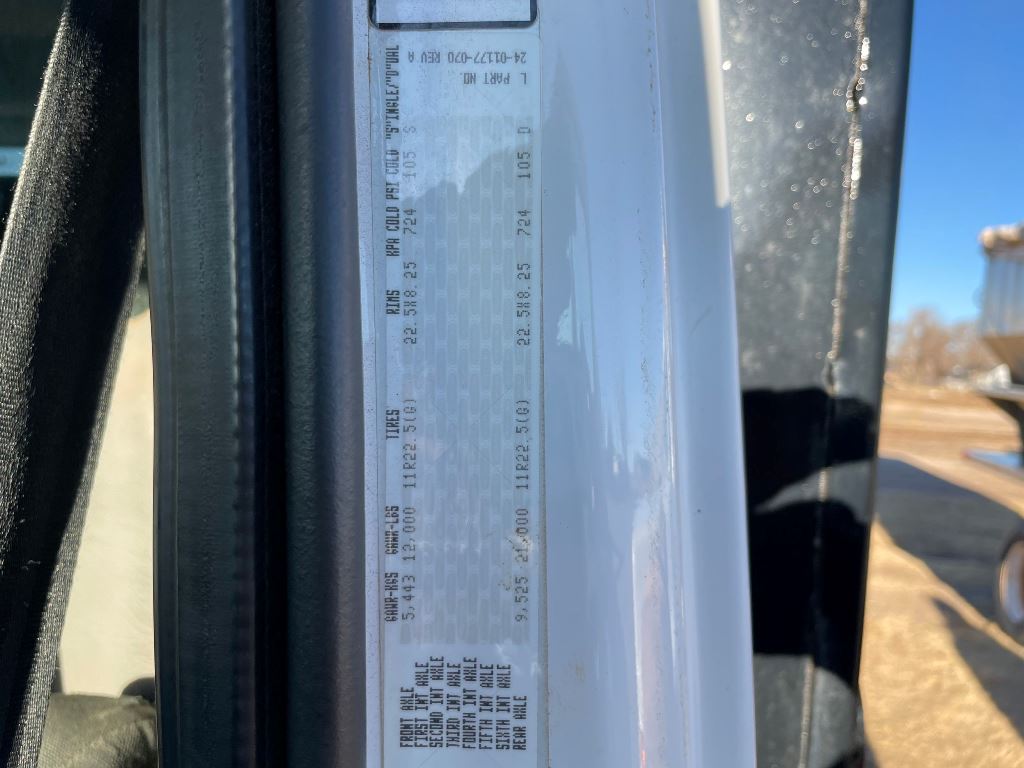 GAWR-KGS GAWR-LBS TIRES RIMS KPA COLD PSI COLD "S"INGLE/"D"UAL
FRONT AXLE 5,443 12,000 11R22.5(G) 22.5X8.25 724 105 S
FIRST INT AXLE
SECOND INT AXLE
THIRD INT AXLE
FOURTH INT AXLE
FIFTH INT AXLE
SIXTH INT AXLE
REAR AXLE 9,525 21,000 11R22.5(G) 22.5X8.25 724 105 D
L PART NO.
24-01177-070 REV A